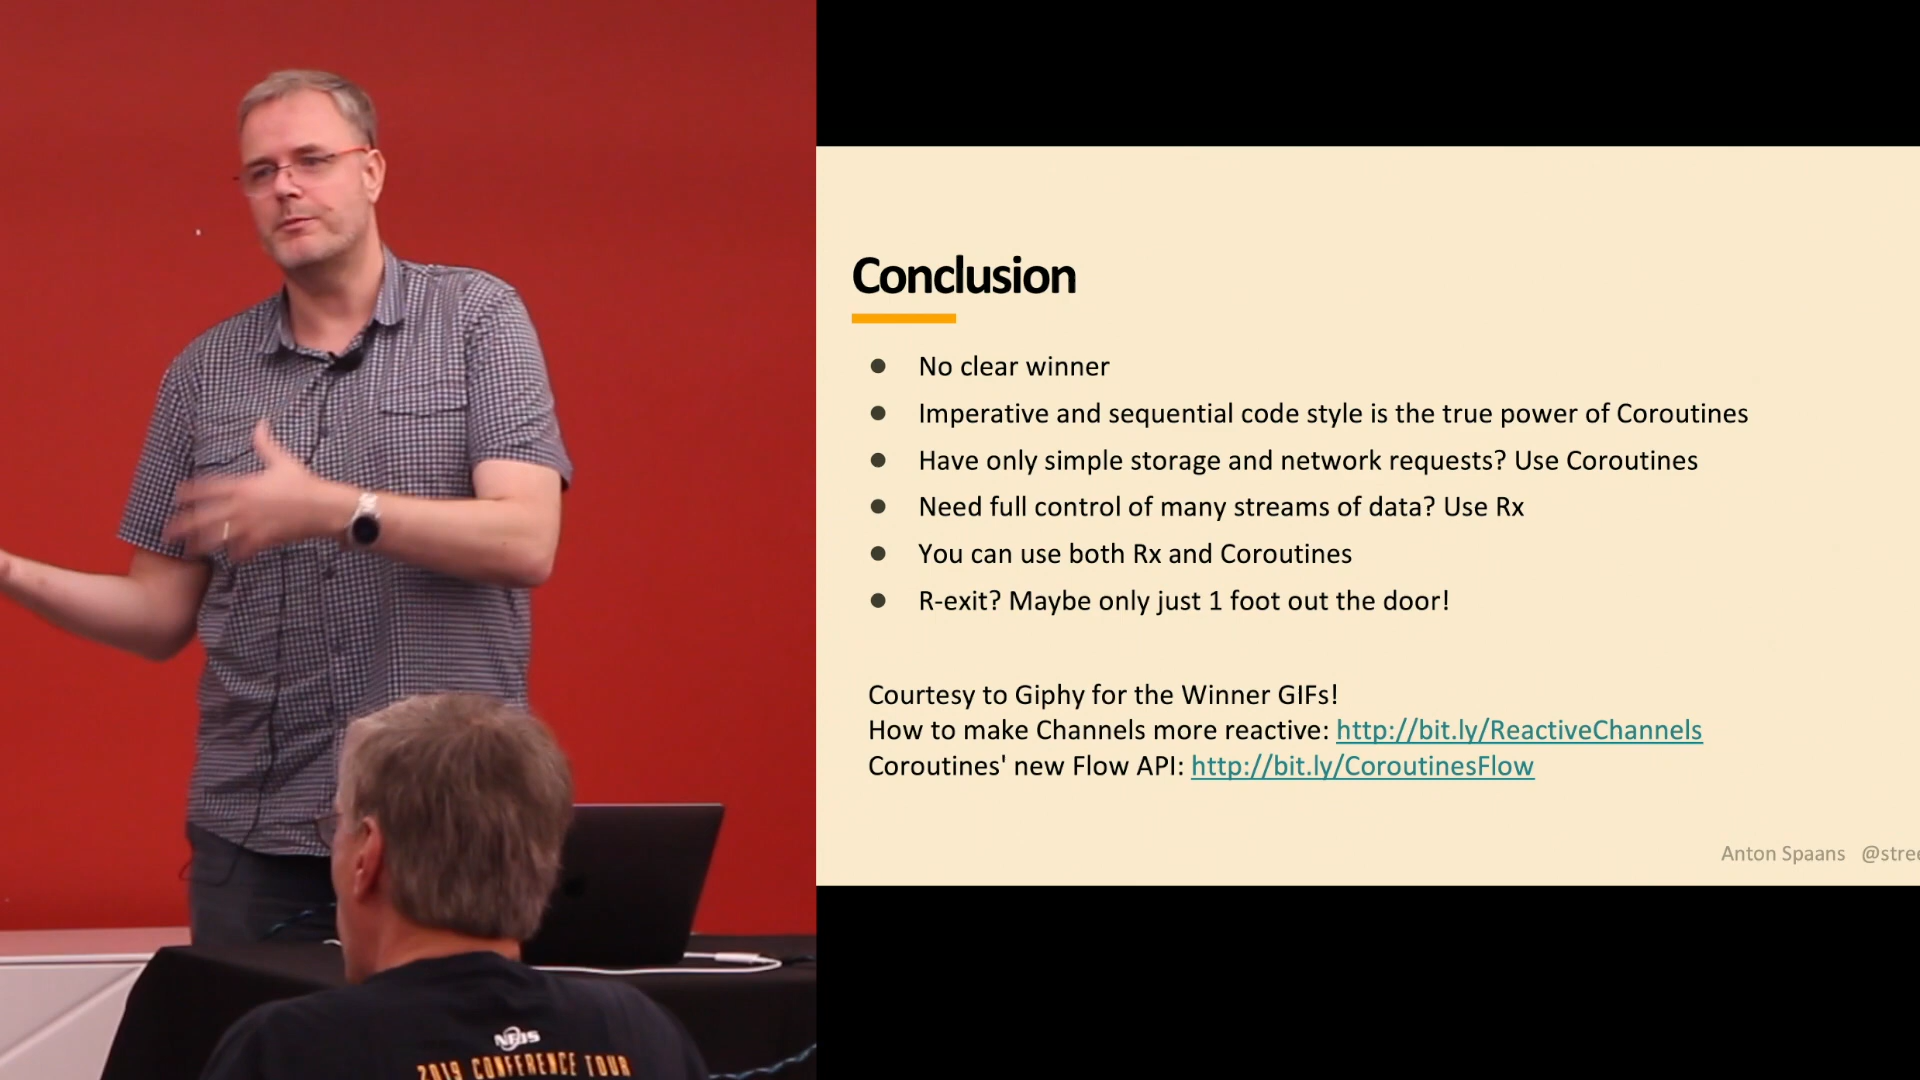 Conclusion
● No clear winner
● Imperative and sequential code style is the true power of Coroutines
● Have only simple storage and network requests? Use Coroutines
● Need full control of many streams of data? Use Rx
● You can use both Rx and Coroutines
● R-exit? Maybe only just 1 foot out the door!
Courtesy to Giphy for the Winner GIFs!
How to make Channels more reactive: http://bit.ly/ReactiveChannels
Coroutines' new Flow API: http://bit.ly/CoroutinesFlow
Anton Spaans @stree
NFJS
2019 CONFERENCE TOUR